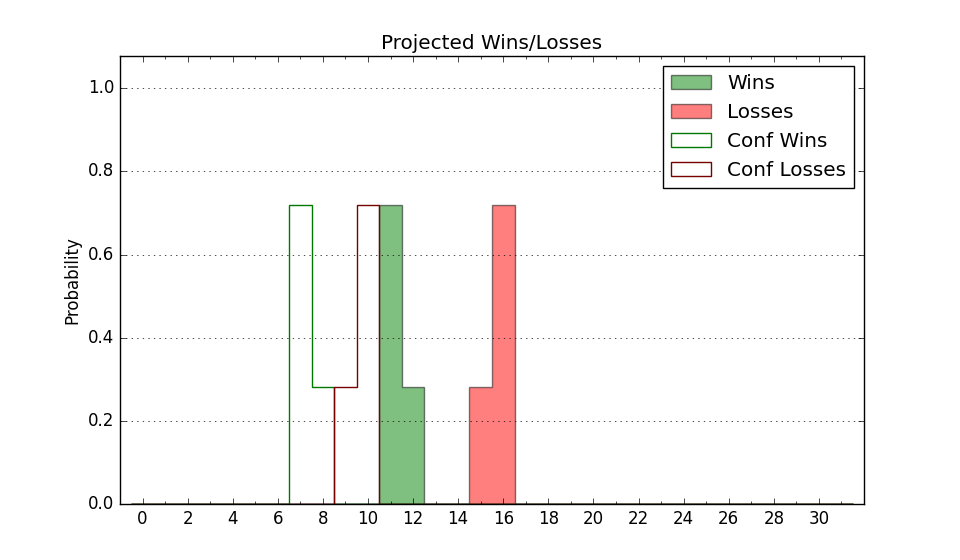 Projected Wins/Losses
Wins
Losses
Conf Wins
Conf Losses
Probability
1.0
0.8
0.6
0.4
0.2
0.0
0 2 4 6 8 10 12 14 16 18 20 22 24 26 28 30